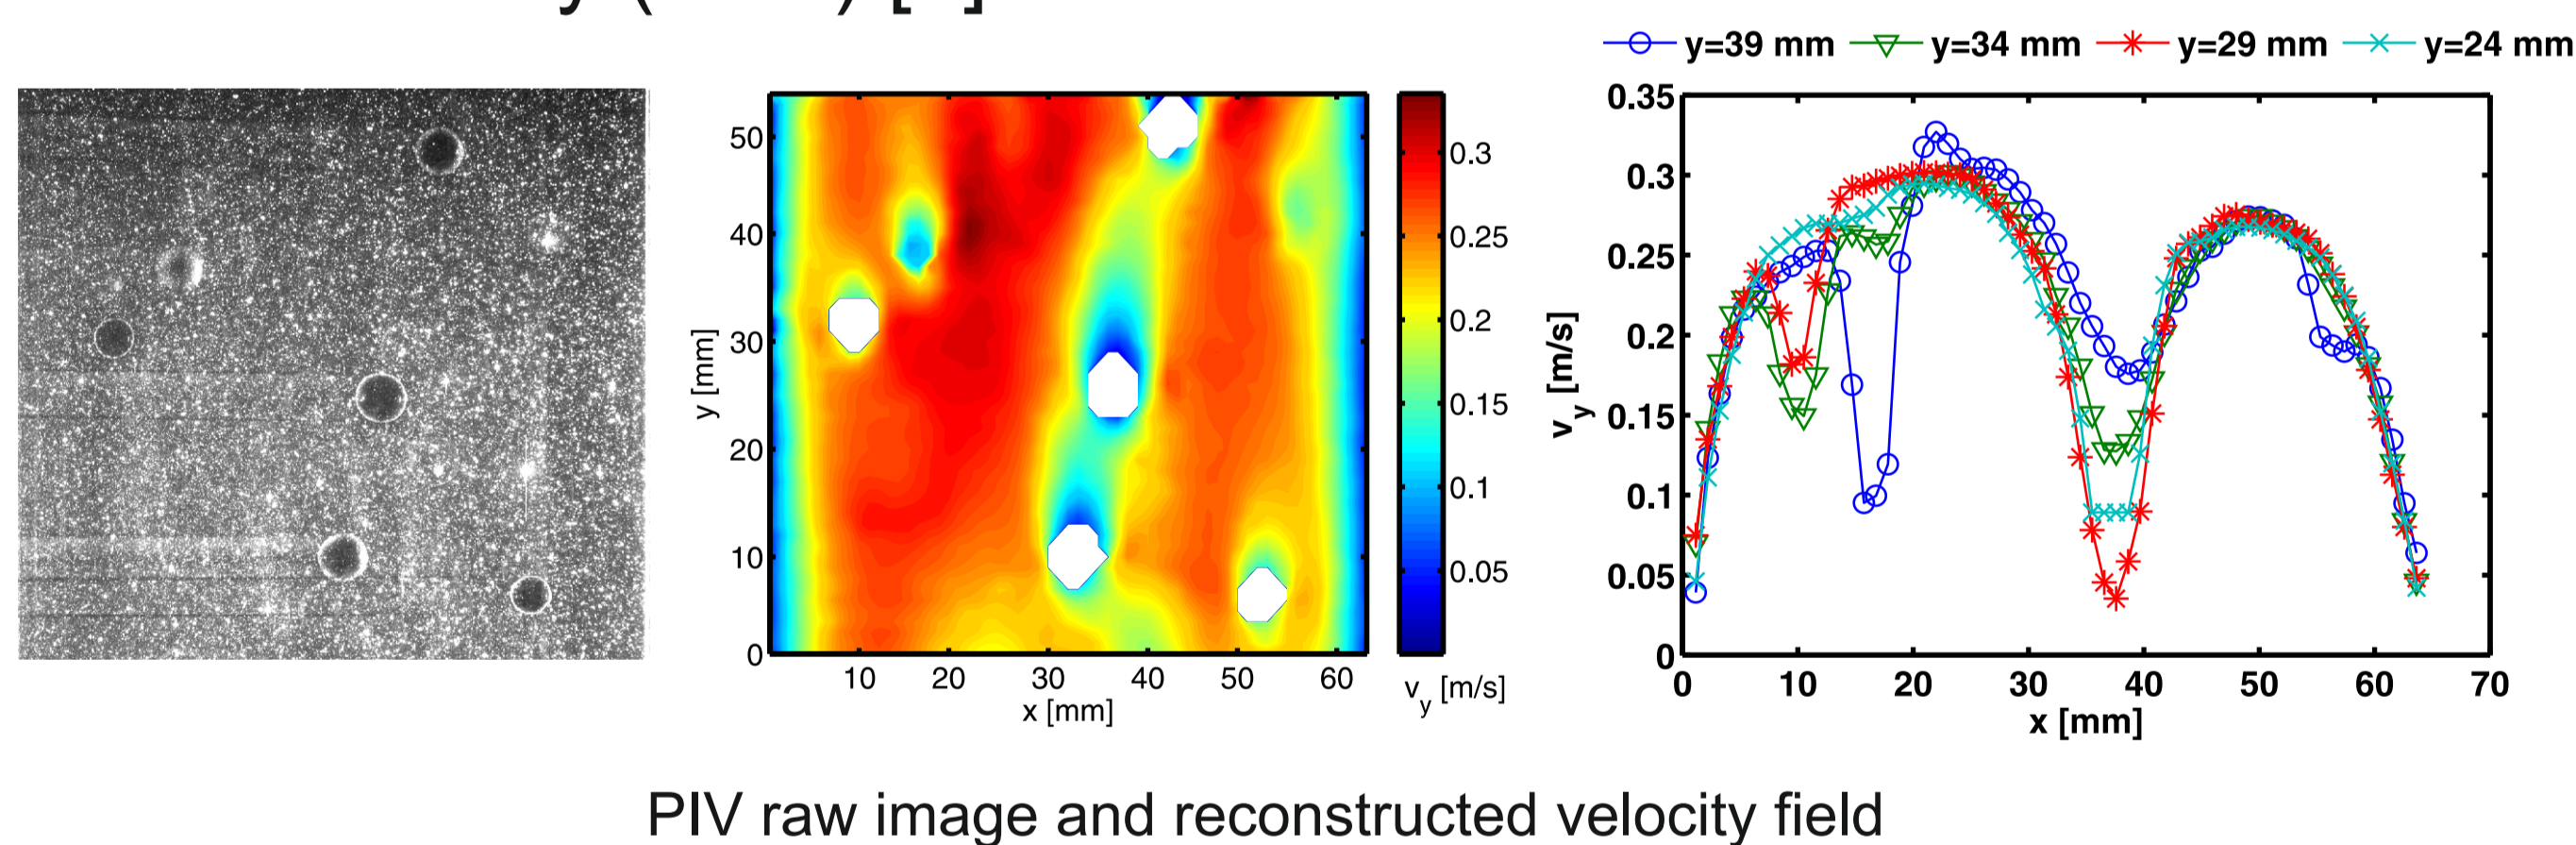 y=39 mm y=34 mm y=29 mm y=24 mm
50
40
30
20
10
0
y [mm]
10 20 30 40 50 60
x [mm]
0.3
0.25
0.2
0.15
0.1
0.05
v_y [m/s]
0.35
0.3
0.25
0.2
0.15
0.1
0.05
0
v_y [m/s]
0 10 20 30 40 50 60 70
x [mm]
PIV raw image and reconstructed velocity field